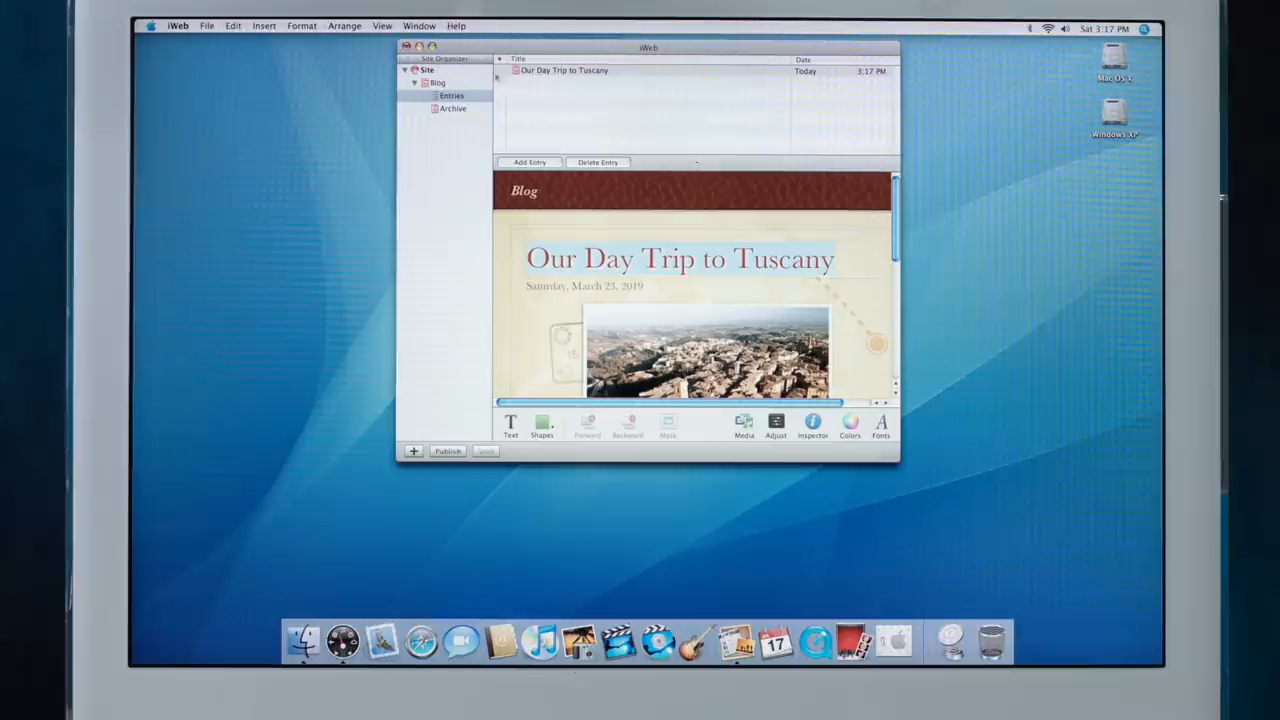 iWeb File Edit Insert Format Arrange View Window Help
Sat 3:17 PM
iWeb
Site Organizer
Title Date
Site
Our Day Trip to Tuscany Today 3:17 PM
Blog
Entries
Archive
Add Entry Delete Entry
Blog
Our Day Trip to Tuscany
Saturday, March 23, 2019
Text Shapes Forward Backward Mask Media Adjust Inspector Colors Fonts
+ Publish Visit
Mac OS X
Windows XP
17